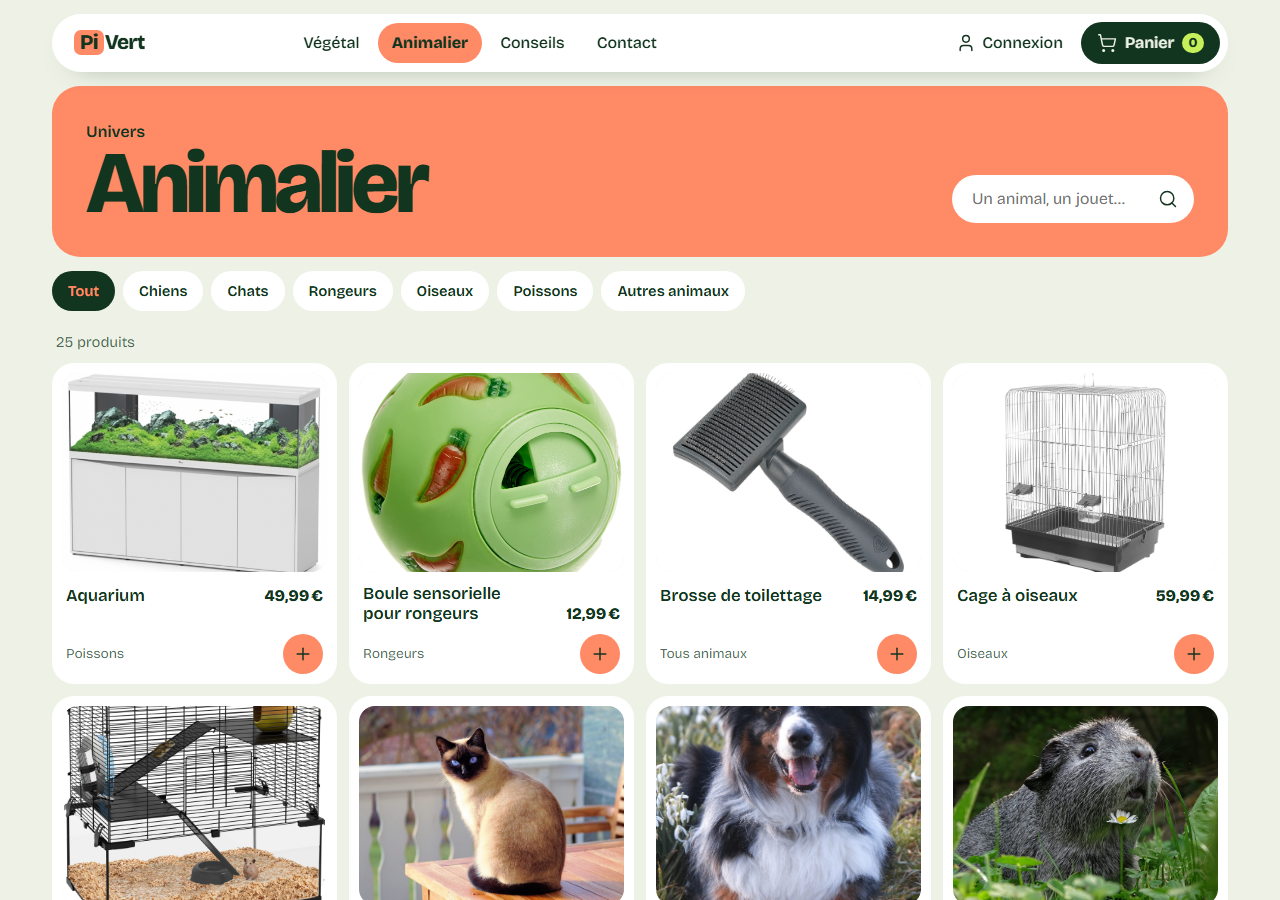 Pi Vert
Végétal
Animalier
Conseils
Contact
Connexion
Panier 0
Univers
Animalier
Un animal, un jouet...
Tout
Chiens
Chats
Rongeurs
Oiseaux
Poissons
Autres animaux
25 produits
Aquarium
49,99 €
Poissons
Boule sensorielle
pour rongeurs
12,99 €
Rongeurs
Brosse de toilettage
14,99 €
Tous animaux
Cage à oiseaux
59,99 €
Oiseaux